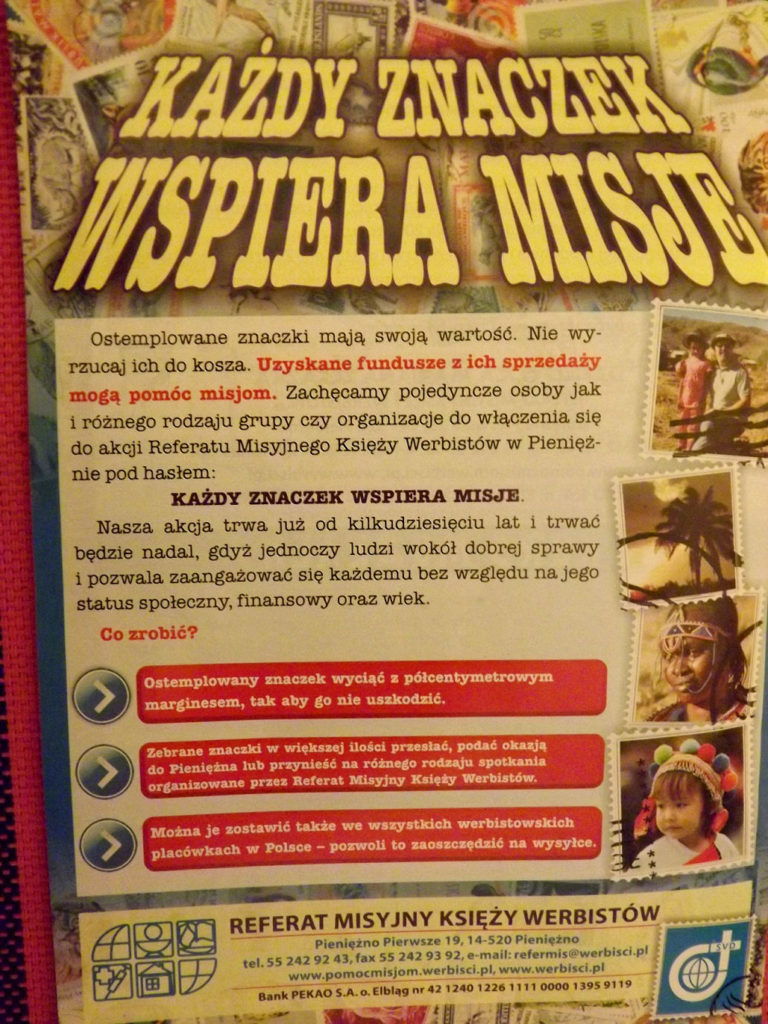 KAŻDY ZNACZEK
WSPIERA MISJE
Ostemplowane znaczki mają swoją wartość. Nie wy-
rzucaj ich do kosza. Uzyskane fundusze z ich sprzedaży
mogą pomóc misjom. Zachęcamy pojedyncze osoby jak
i różnego rodzaju grupy czy organizacje do włączenia się
do akcji Referatu Misyjnego Księży Werbistów w Pienięż-
nie pod hasłem:
KAŻDY ZNACZEK WSPIERA MISJE.
Nasza akcja trwa już od kilkudziesięciu lat i trwać
będzie nadal, gdyż jednoczy ludzi wokół dobrej sprawy
i pozwala zaangażować się każdemu bez względu na jego
status społeczny, finansowy oraz wiek.
Co zrobić?
Ostemplowany znaczek wyciąć z półcentymetrowym
marginesem, tak aby go nie uszkodzić.
Zebrane znaczki w większej ilości przesłać, podać okazją
do Pieniężna lub przynieść na różnego rodzaju spotkania
organizowane przez Referat Misyjny Księży Werbistów.
Można je zostawić także we wszystkich werbistowskich
placówkach w Polsce – pozwoli to zaoszczędzić na wysyłce.
REFERAT MISYJNY KSIĘŻY WERBISTÓW
Pieniężno Pierwsze 19, 14-520 Pieniężno
tel. 55 242 92 43, fax 55 242 93 92, e-mail: refermis@werbisci.pl
www.pomocmisjom.werbisci.pl, www.werbisci.pl
Bank PEKAO S.A. o. Elbląg nr 42 1240 1226 1111 0000 1395 9119
SVD